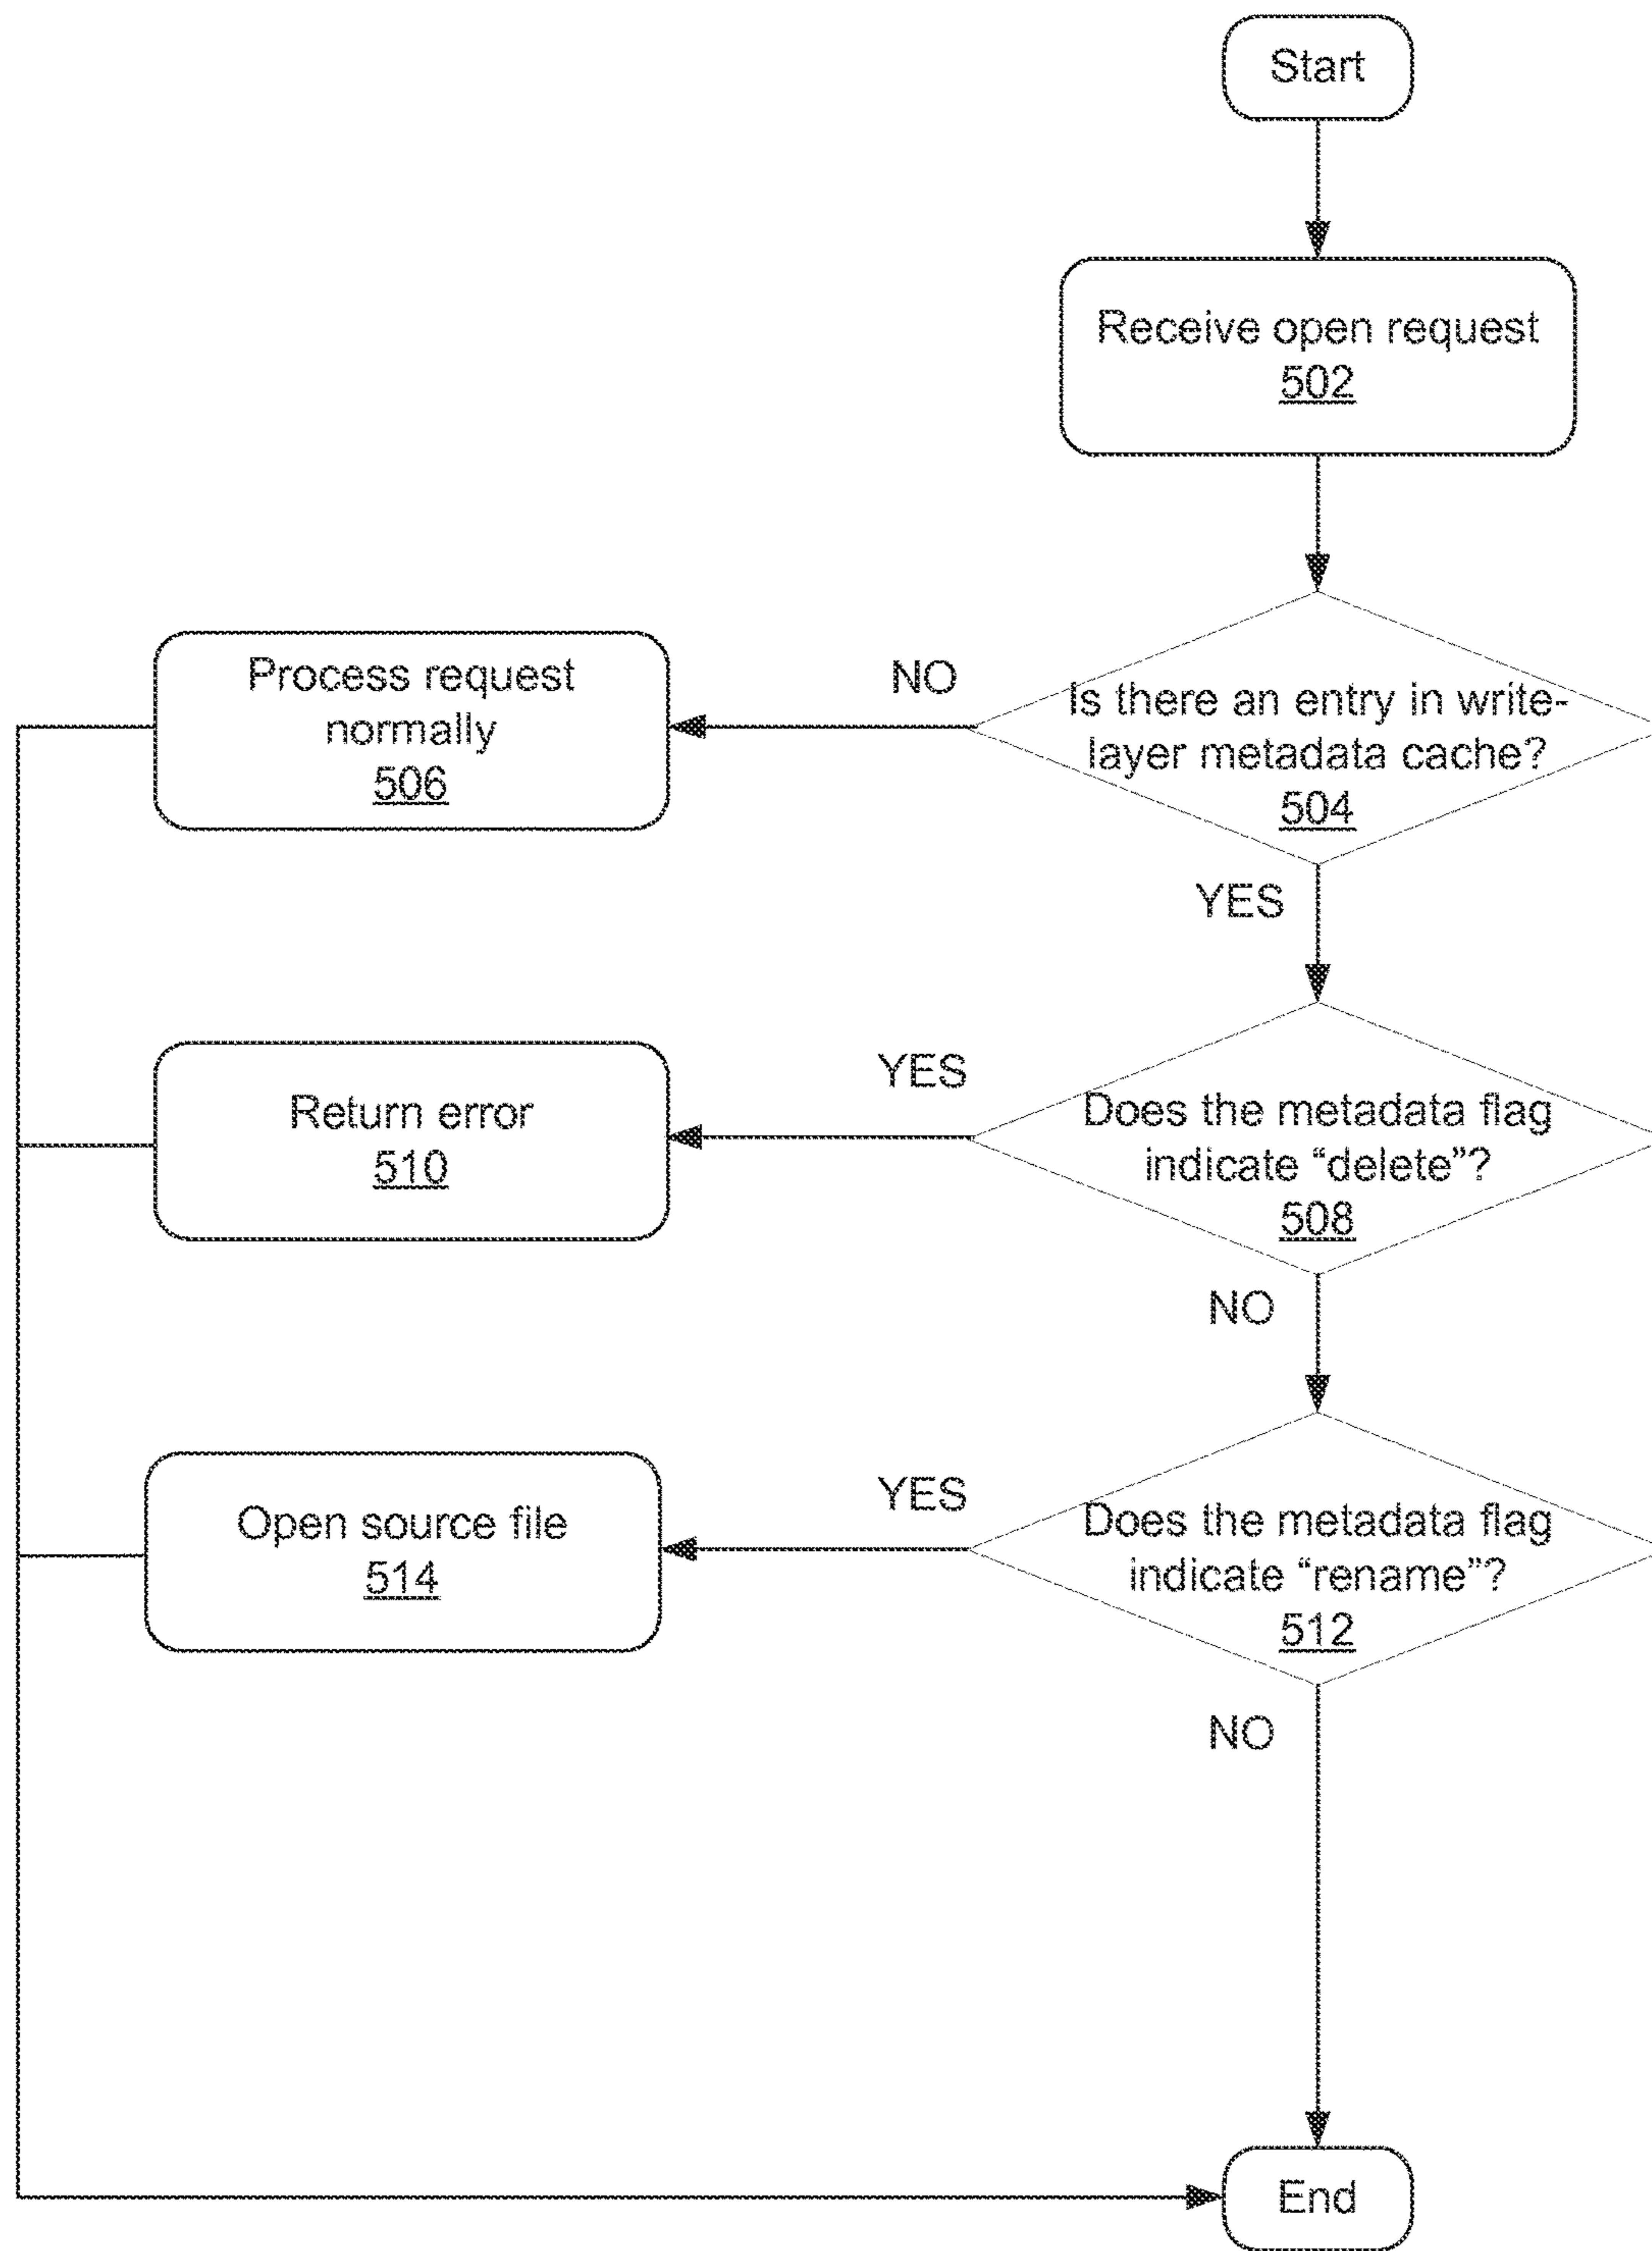 Start
Receive open request
502
Is there an entry in write-
layer metadata cache?
504
NO
Process request
normally
506
YES
Does the metadata flag
indicate “delete”?
508
YES
Return error
510
NO
Does the metadata flag
indicate “rename”?
512
YES
Open source file
514
NO
End